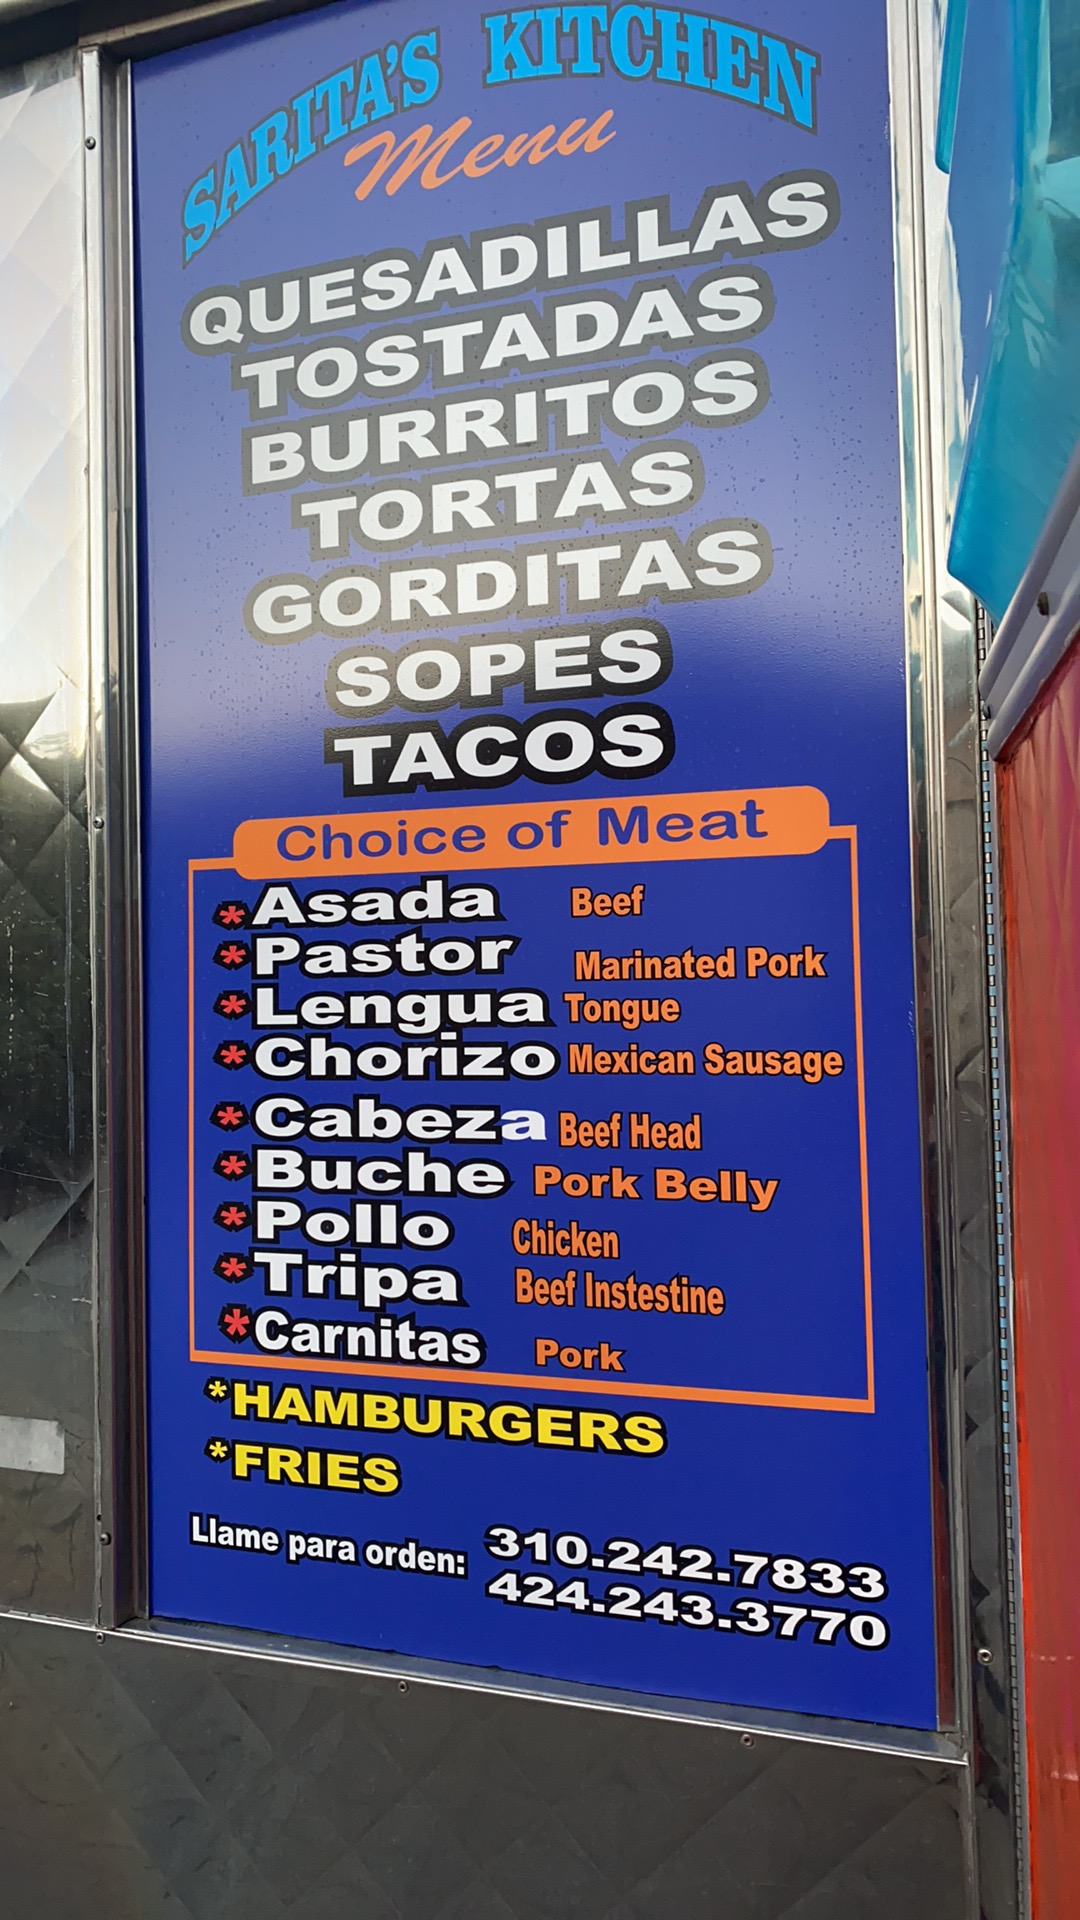 SARITA'S KITCHEN
Menu
QUESADILLAS
TOSTADAS
BURRITOS
TORTAS
GORDITAS
SOPES
TACOS
Choice of Meat
*Asada Beef
*Pastor Marinated Pork
*Lengua Tongue
*Chorizo Mexican Sausage
*Cabeza Beef Head
*Buche Pork Belly
*Pollo Chicken
*Tripa Beef Instestine
*Carnitas Pork
*HAMBURGERS
*FRIES
Llame para orden: 310.242.7833
424.243.3770